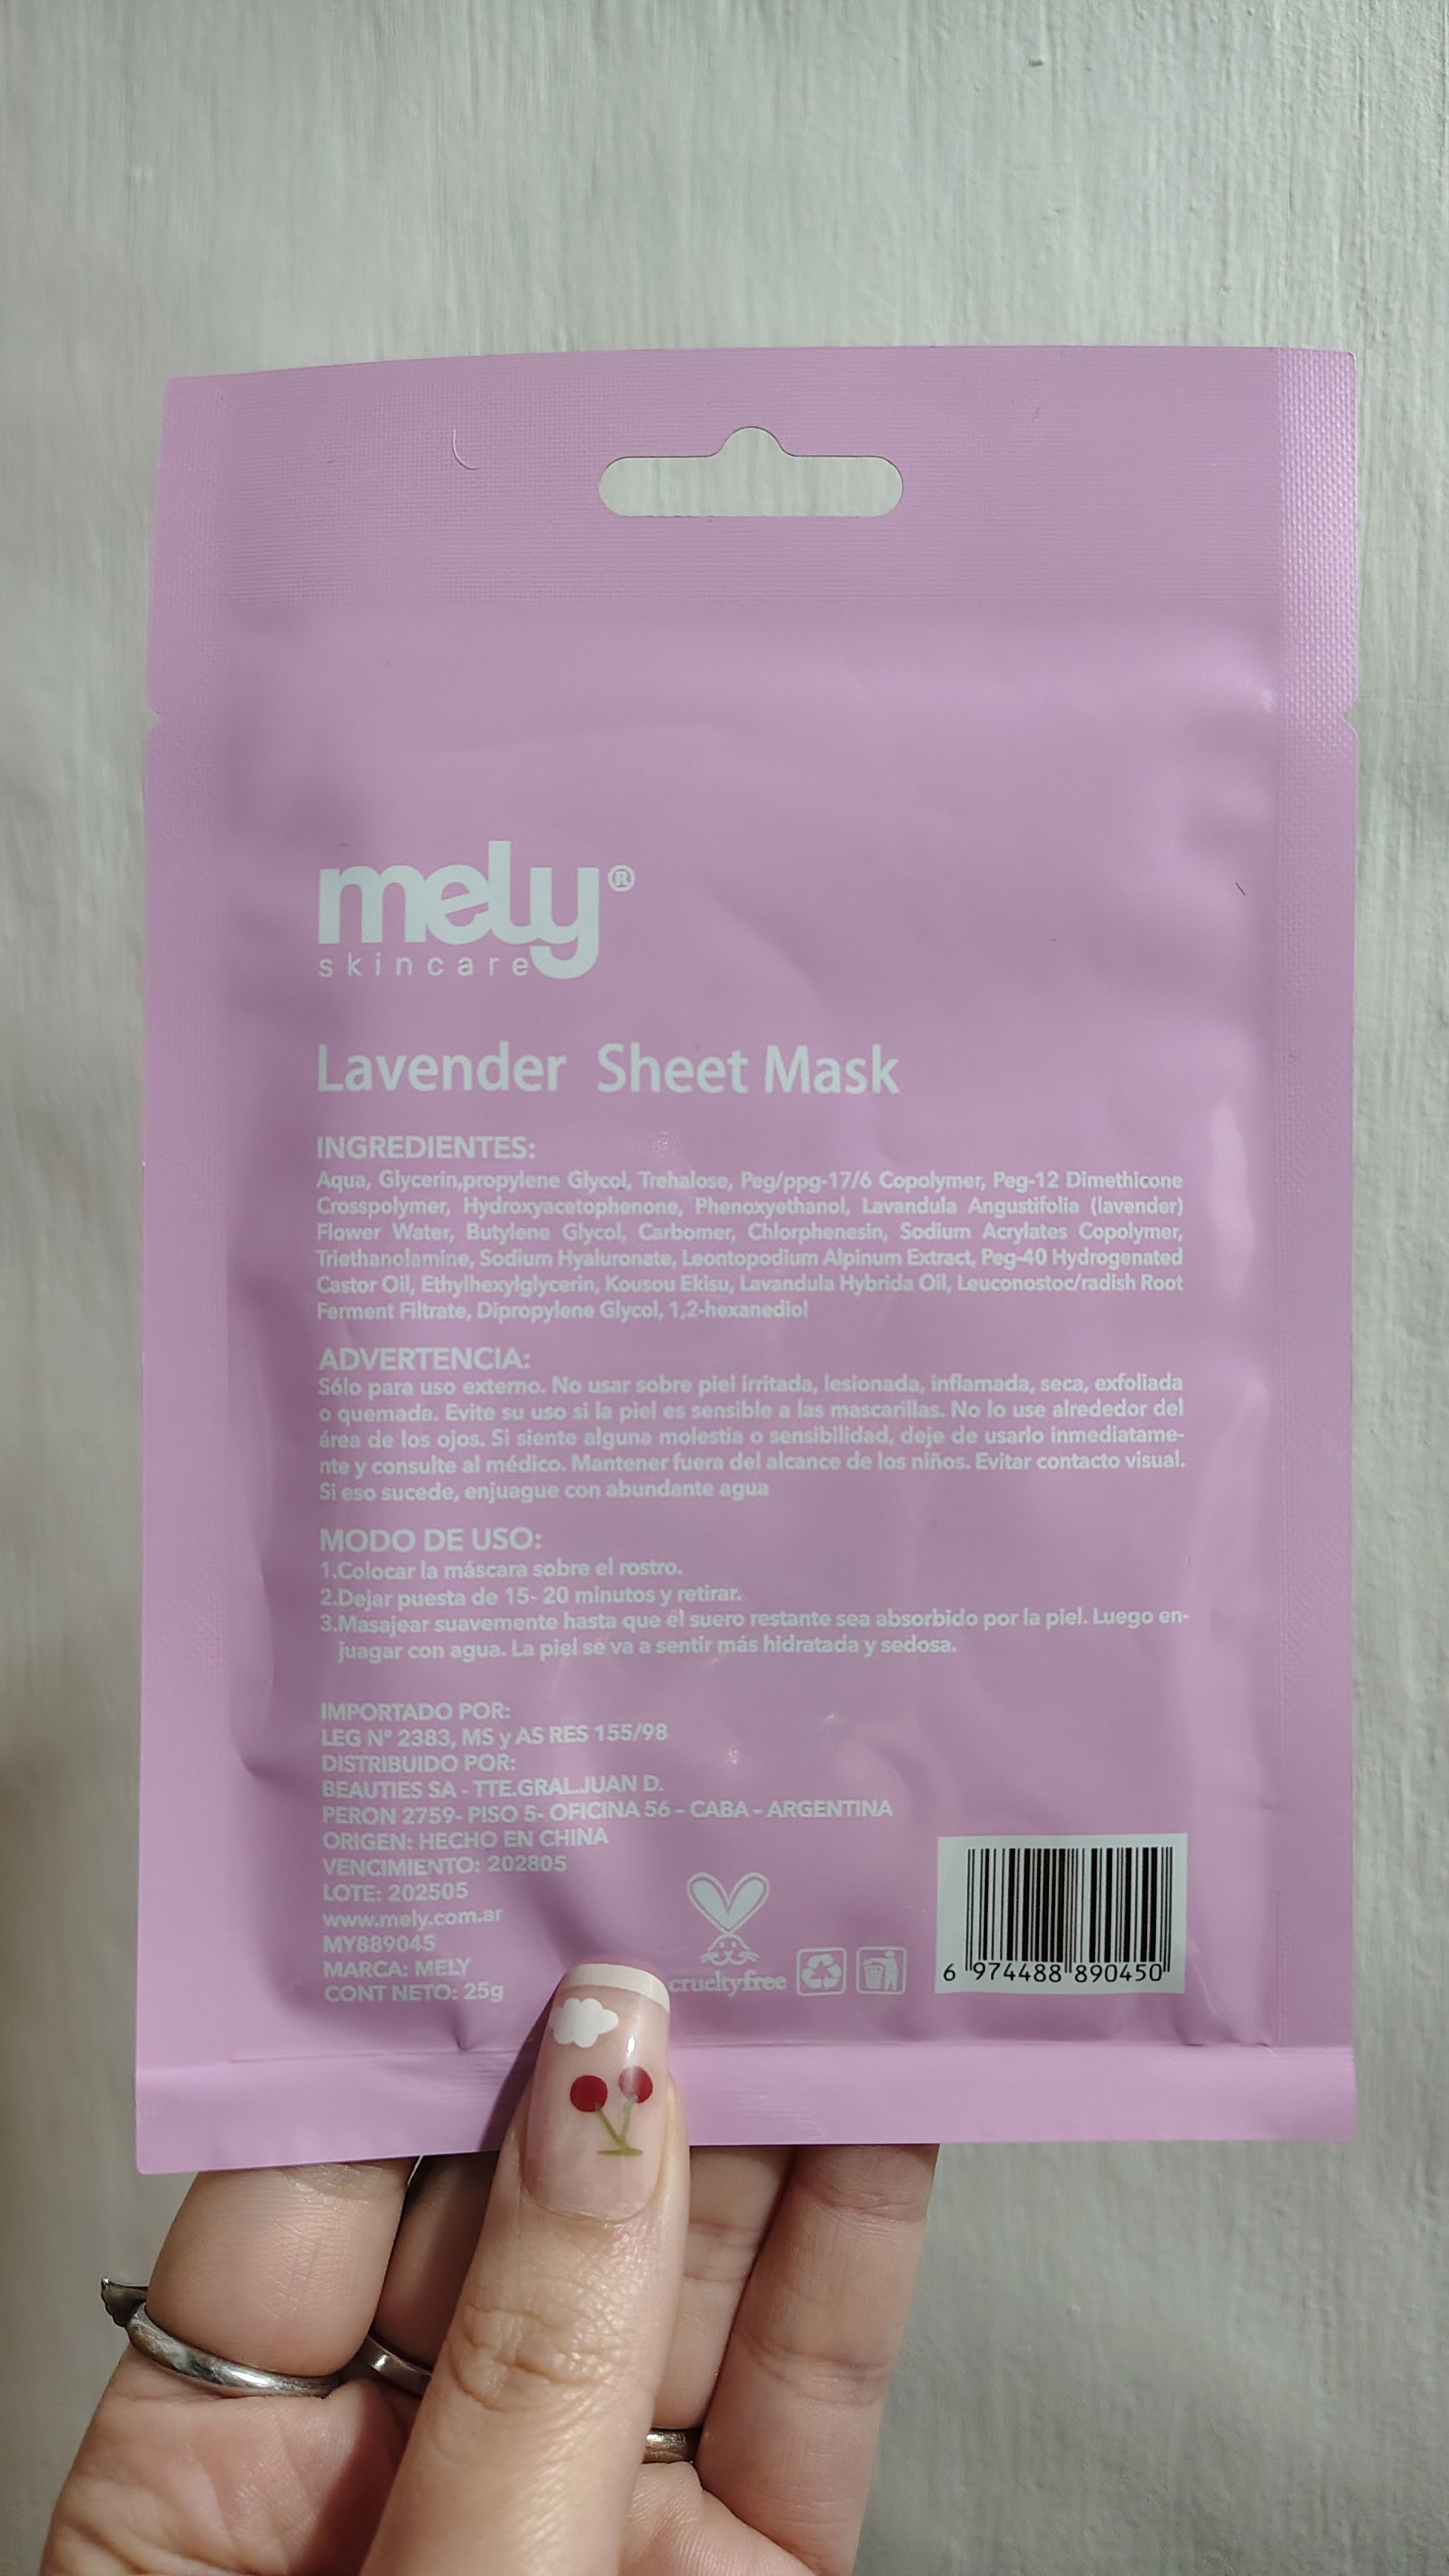 mely®
skincare
Lavender Sheet Mask
INGREDIENTES:
Aqua, Glycerin,propylene Glycol, Trehalose, Peg/ppg-17/6 Copolymer, Peg-12 Dimethicone
Crosspolymer, Hydroxyacetophenone, Phenoxyethanol, Lavandula Angustifolia (lavender)
Flower Water, Butylene Glycol, Carbomer, Chlorphenesin, Sodium Acrylates Copolymer,
Triethanolamine, Sodium Hyaluronate, Leontopodium Alpinum Extract, Peg-40 Hydrogenated
Castor Oil, Ethylhexylglycerin, Kousou Ekisu, Lavandula Hybrida Oil, Leuconostoc/radish Root
Ferment Filtrate, Dipropylene Glycol, 1,2-hexanediol
ADVERTENCIA:
Sólo para uso externo. No usar sobre piel irritada, lesionada, inflamada, seca, exfoliada
o quemada. Evite su uso si la piel es sensible a las mascarillas. No lo use alrededor del
área de los ojos. Si siente alguna molestia o sensibilidad, deje de usarlo inmediatame-
nte y consulte al médico. Mantener fuera del alcance de los niños. Evitar contacto visual.
Si eso sucede, enjuague con abundante agua
MODO DE USO:
1.Colocar la máscara sobre el rostro.
2.Dejar puesta de 15- 20 minutos y retirar.
3.Masajear suavemente hasta que él suero restante sea absorbido por la piel. Luego en-
juagar con agua. La piel se va a sentir más hidratada y sedosa.
IMPORTADO POR:
LEG Nº 2383, MS y AS RES 155/98
DISTRIBUIDO POR:
BEAUTIES SA - TTE.GRAL.JUAN D.
PERON 2759- PISO 5- OFICINA 56 - CABA - ARGENTINA
ORIGEN: HECHO EN CHINA
VENCIMIENTO: 202805
LOTE: 202505
www.mely.com.ar
MY889045
MARCA: MELY
CONT NETO: 25g
crueltyfree
6 974488 890450